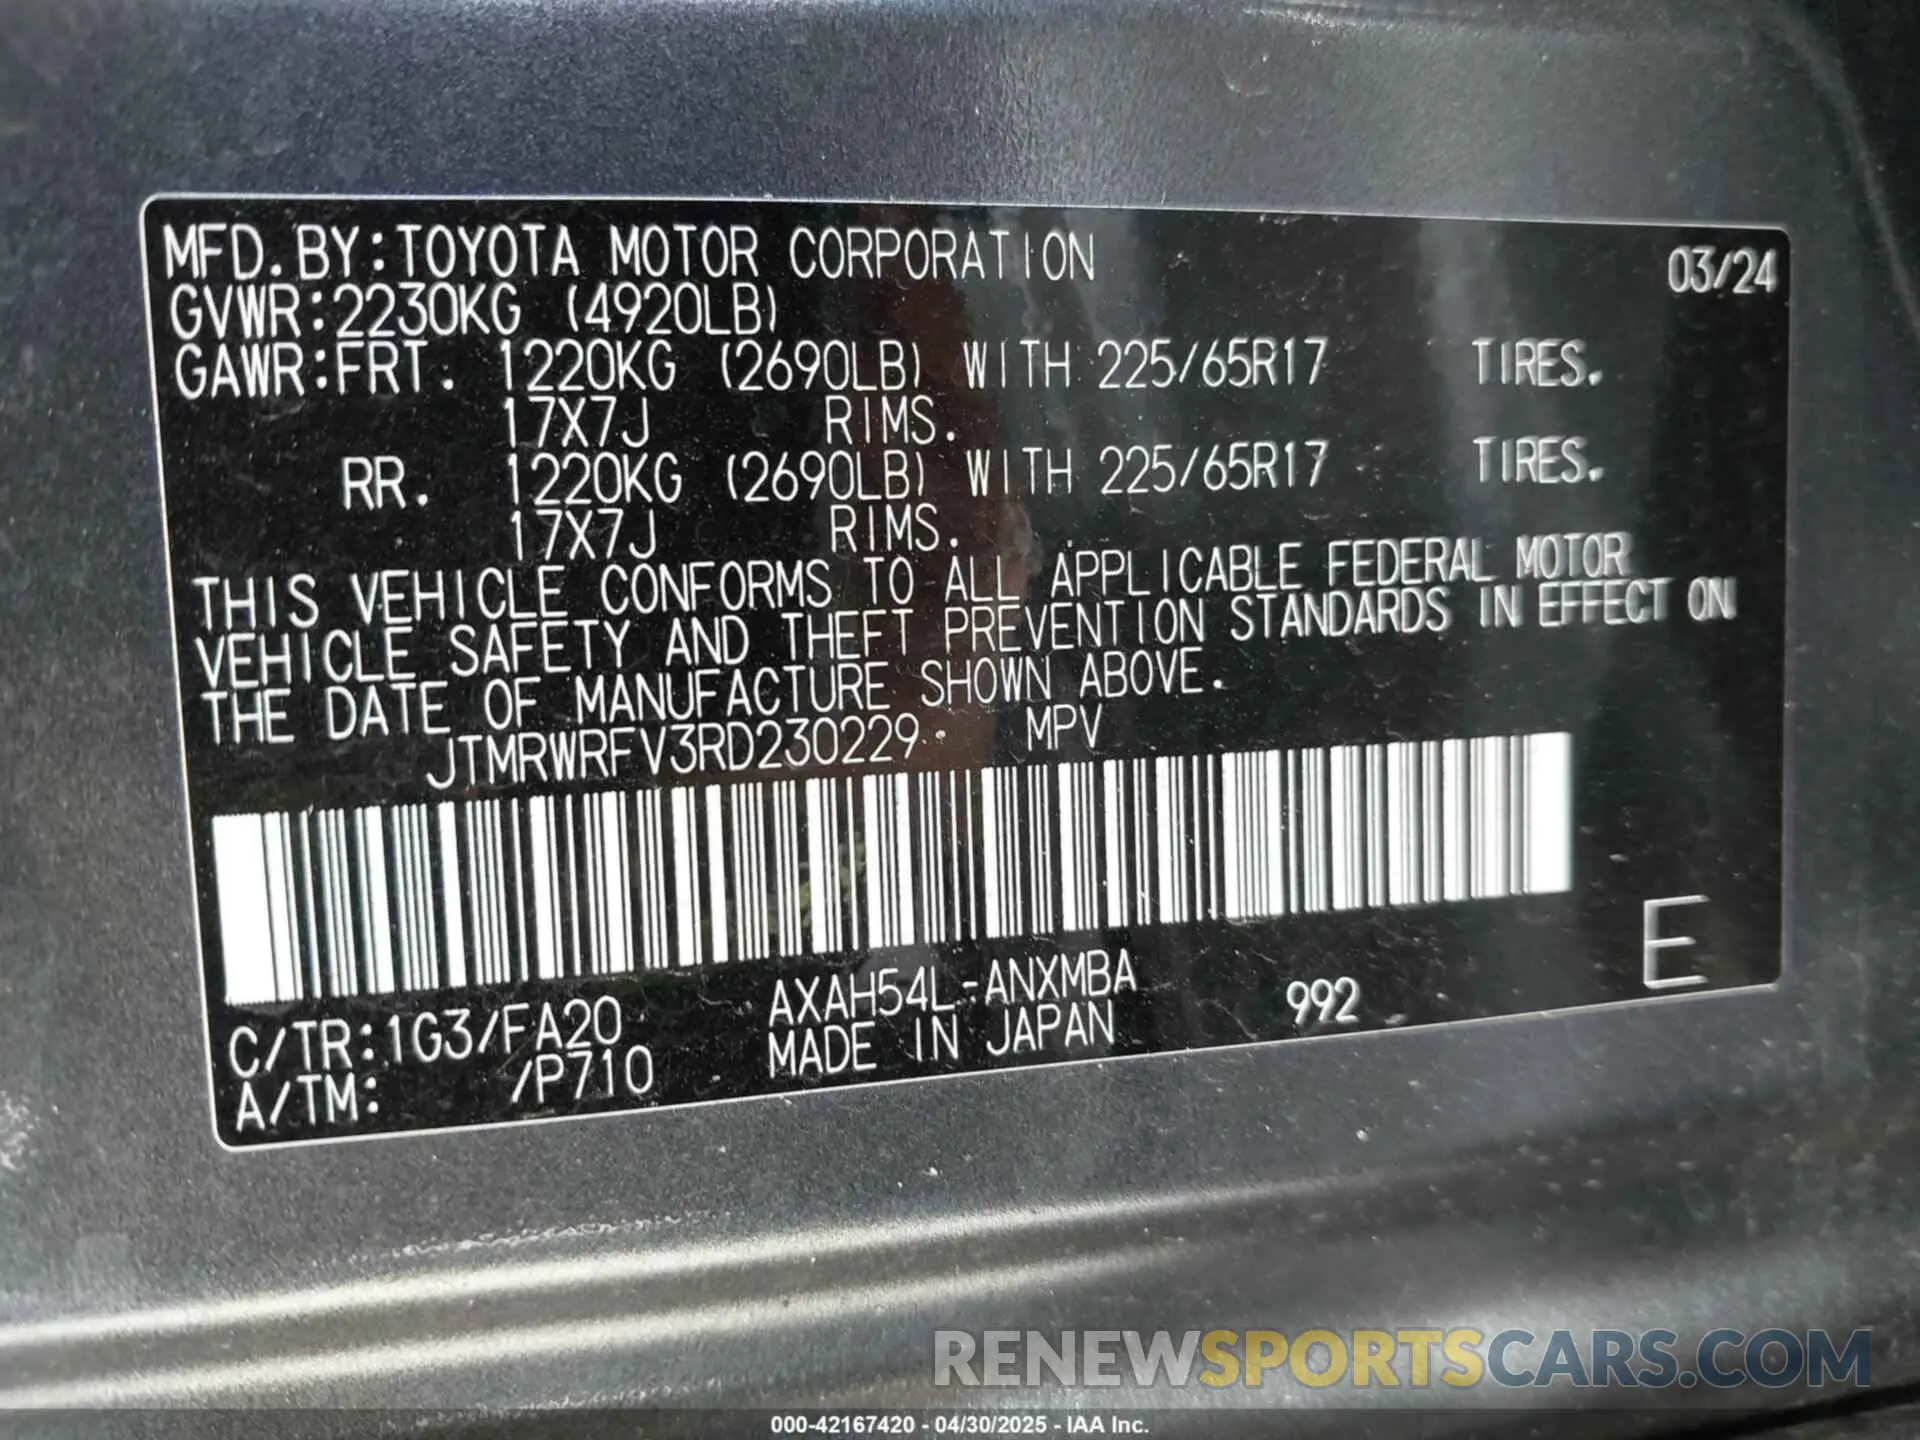 MFD. BY:TOYOTA MOTOR CORPORATION 03/24
GVWR:2230KG (4920LB)
GAWR:FRT. 1220KG (2690LB) WITH 225/65R17 TIRES.
17X7J RIMS.
RR. 1220KG (2690LB) WITH 225/65R17 TIRES.
17X7J RIMS.
THIS VEHICLE CONFORMS TO ALL APPLICABLE FEDERAL MOTOR
VEHICLE SAFETY AND THEFT PREVENTION STANDARDS IN EFFECT ON
THE DATE OF MANUFACTURE SHOWN ABOVE.
JTMRWRFV3RD230229 MPV
E
C/TR:1G3/FA20 AXAH54L-ANXMBA 992
A/TM: /P710 MADE IN JAPAN
RENEWSPORTSCARS.COM
000-42167420 - 04/30/2025 - IAA Inc.